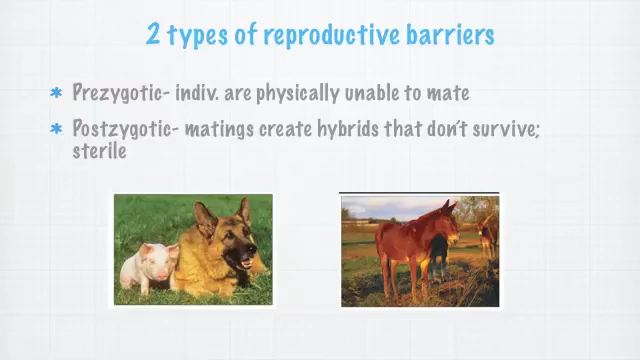 2 types of reproductive barriers
Prezygotic- indiv. are physically unable to mate
Postzygotic- matings create hybrids that don't survive;
sterile